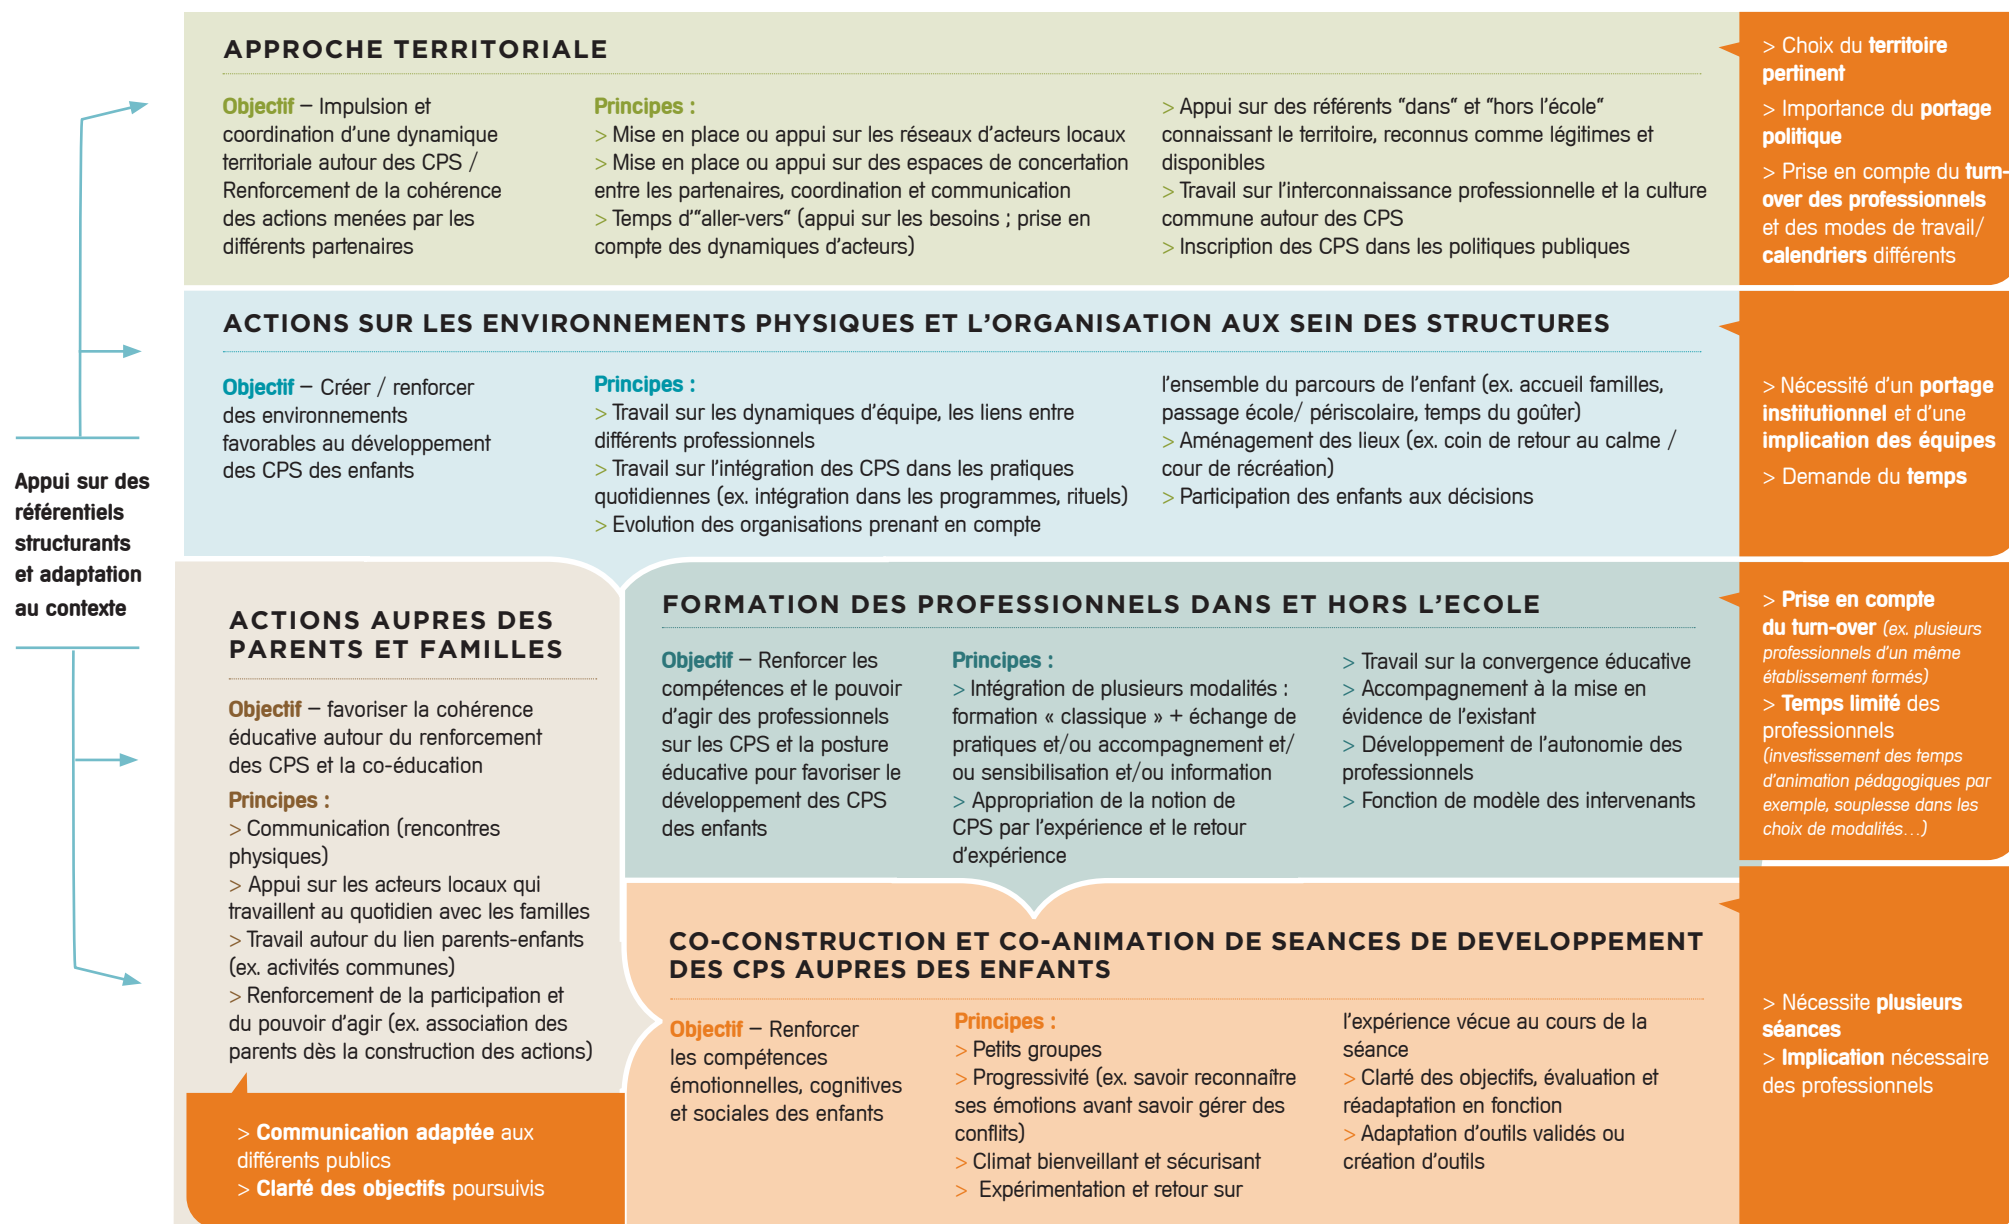 APPROCHE TERRITORIALE
Objectif – Impulsion et
coordination d'une dynamique
territoriale autour des CPS /
Renforcement de la cohérence
des actions menées par les
différents partenaires
Principes :
> Mise en place ou appui sur les réseaux d'acteurs locaux
> Mise en place ou appui sur des espaces de concertation
entre les partenaires, coordination et communication
> Temps d'“aller-vers“ (appui sur les besoins ; prise en
compte des dynamiques d'acteurs)
> Appui sur des référents “dans“ et “hors l'école“
connaissant le territoire, reconnus comme légitimes et
disponibles
> Travail sur l'interconnaissance professionnelle et la culture
commune autour des CPS
> Inscription des CPS dans les politiques publiques
> Choix du territoire
pertinent
> Importance du portage
politique
> Prise en compte du turn-
over des professionnels
et des modes de travail/
calendriers différents
ACTIONS SUR LES ENVIRONNEMENTS PHYSIQUES ET L'ORGANISATION AUX SEIN DES STRUCTURES
Objectif – Créer / renforcer
des environnements
favorables au développement
des CPS des enfants
Principes :
> Travail sur les dynamiques d'équipe, les liens entre
différents professionnels
> Travail sur l'intégration des CPS dans les pratiques
quotidiennes (ex. intégration dans les programmes, rituels)
> Evolution des organisations prenant en compte
l'ensemble du parcours de l'enfant (ex. accueil familles,
passage école/ périscolaire, temps du goûter)
> Aménagement des lieux (ex. coin de retour au calme /
cour de récréation)
> Participation des enfants aux décisions
> Nécessité d'un portage
institutionnel et d'une
implication des équipes
> Demande du temps
Appui sur des
référentiels
structurants
et adaptation
au contexte
ACTIONS AUPRES DES
PARENTS ET FAMILLES
Objectif – favoriser la cohérence
éducative autour du renforcement
des CPS et la co-éducation
Principes :
> Communication (rencontres
physiques)
> Appui sur les acteurs locaux qui
travaillent au quotidien avec les familles
> Travail autour du lien parents-enfants
(ex. activités communes)
> Renforcement de la participation et
du pouvoir d'agir (ex. association des
parents dès la construction des actions)
> Communication adaptée aux
différents publics
> Clarté des objectifs poursuivis
FORMATION DES PROFESSIONNELS DANS ET HORS L'ECOLE
Objectif – Renforcer les
compétences et le pouvoir
d'agir des professionnels
sur les CPS et la posture
éducative pour favoriser le
développement des CPS
des enfants
Principes :
> Intégration de plusieurs modalités :
formation « classique » + échange de
pratiques et/ou accompagnement et/
ou sensibilisation et/ou information
> Appropriation de la notion de
CPS par l'expérience et le retour
d'expérience
> Travail sur la convergence éducative
> Accompagnement à la mise en
évidence de l'existant
> Développement de l'autonomie des
professionnels
> Fonction de modèle des intervenants
> Prise en compte
du turn-over (ex. plusieurs
professionnels d'un même
établissement formés)
> Temps limité des
professionnels
(investissement des temps
d'animation pédagogiques par
exemple, souplesse dans les
choix de modalités...)
CO-CONSTRUCTION ET CO-ANIMATION DE SEANCES DE DEVELOPPEMENT
DES CPS AUPRES DES ENFANTS
Objectif – Renforcer
les compétences
émotionnelles, cognitives
et sociales des enfants
Principes :
> Petits groupes
> Progressivité (ex. savoir reconnaître
ses émotions avant savoir gérer des
conflits)
> Climat bienveillant et sécurisant
> Expérimentation et retour sur
l'expérience vécue au cours de la
séance
> Clarté des objectifs, évaluation et
réadaptation en fonction
> Adaptation d'outils validés ou
création d'outils
> Nécessite plusieurs
séances
> Implication nécessaire
des professionnels